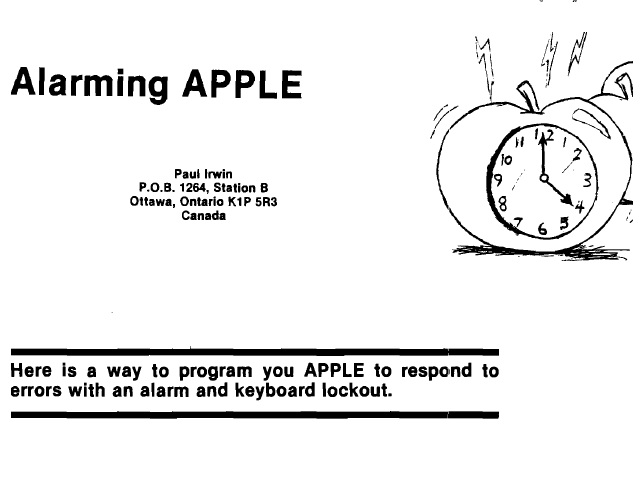 Alarming APPLE
Paul Irwin
P.O.B. 1264, Station B
Ottawa, Ontario K1P 5R3
Canada
11 12 1
10 2
9 3
8 4
7 6 5
Here is a way to program you APPLE to respond to
errors with an alarm and keyboard lockout.